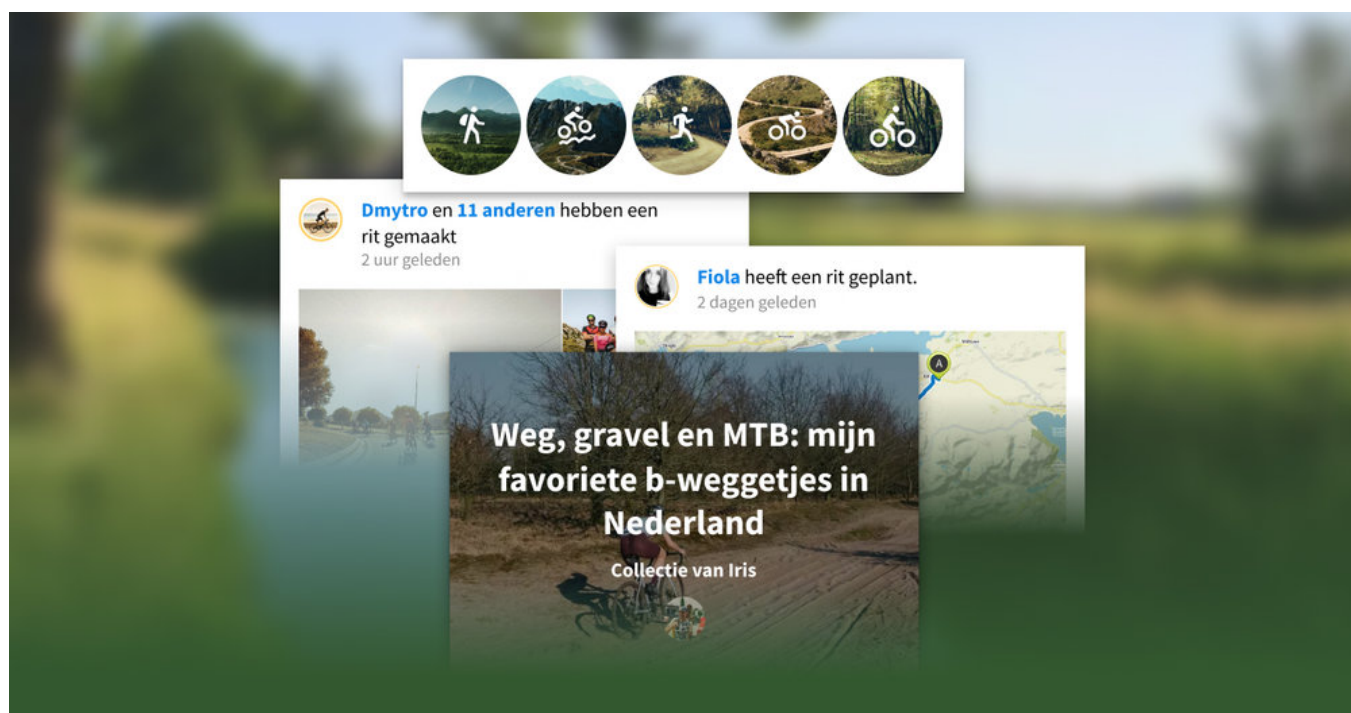 Dmytro en 11 anderen hebben een
rit gemaakt
2 uur geleden
Fiola heeft een rit geplant.
2 dagen geleden
A
Weg, gravel en MTB: mijn
favoriete b-weggetjes in
Nederland
Collectie van Iris